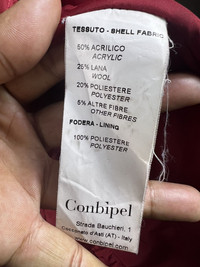 TESSUTO - SHELL FABRIC
50% ACRILICO
ACRYLIC
25% LANA
WOOL
20% POLIESTERE
POLYESTER
5% ALTRE FIBRE
OTHER FIBRES
FODERA - LINING
100% POLIESTERE
POLYESTER
Conbipel
Strada Bauchieri, 1
Cocconato d'Asti (AT) - Italy
www.conbipel.com